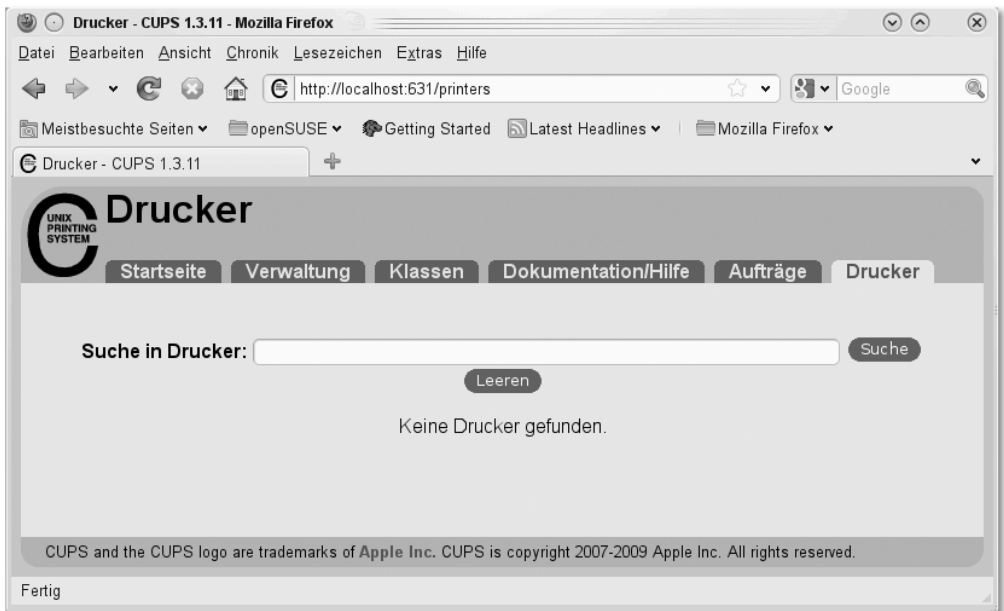 Drucker - CUPS 1.3.11 - Mozilla Firefox
Datei Bearbeiten Ansicht Chronik Lesezeichen Extras Hilfe
http://localhost:631/printers
Google
Meistbesuchte Seiten openSUSE Getting Started Latest Headlines Mozilla Firefox
Drucker - CUPS 1.3.11
UNIX
PRINTING
SYSTEM
Drucker
Startseite Verwaltung Klassen Dokumentation/Hilfe Aufträge Drucker
Suche in Drucker: Suche
Leeren
Keine Drucker gefunden.
CUPS and the CUPS logo are trademarks of Apple Inc. CUPS is copyright 2007-2009 Apple Inc. All rights reserved.
Fertig